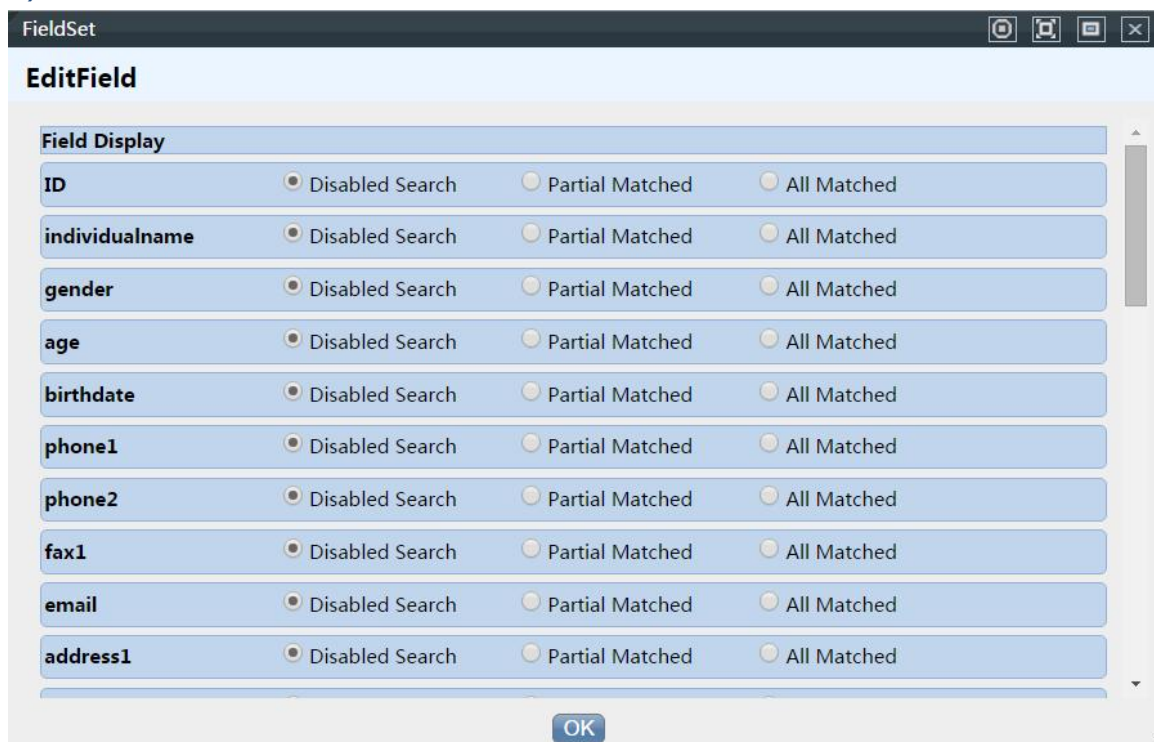 FieldSet
EditField
Field Display
ID Disabled Search Partial Matched All Matched
individualname Disabled Search Partial Matched All Matched
gender Disabled Search Partial Matched All Matched
age Disabled Search Partial Matched All Matched
birthdate Disabled Search Partial Matched All Matched
phone1 Disabled Search Partial Matched All Matched
phone2 Disabled Search Partial Matched All Matched
fax1 Disabled Search Partial Matched All Matched
email Disabled Search Partial Matched All Matched
address1 Disabled Search Partial Matched All Matched
OK